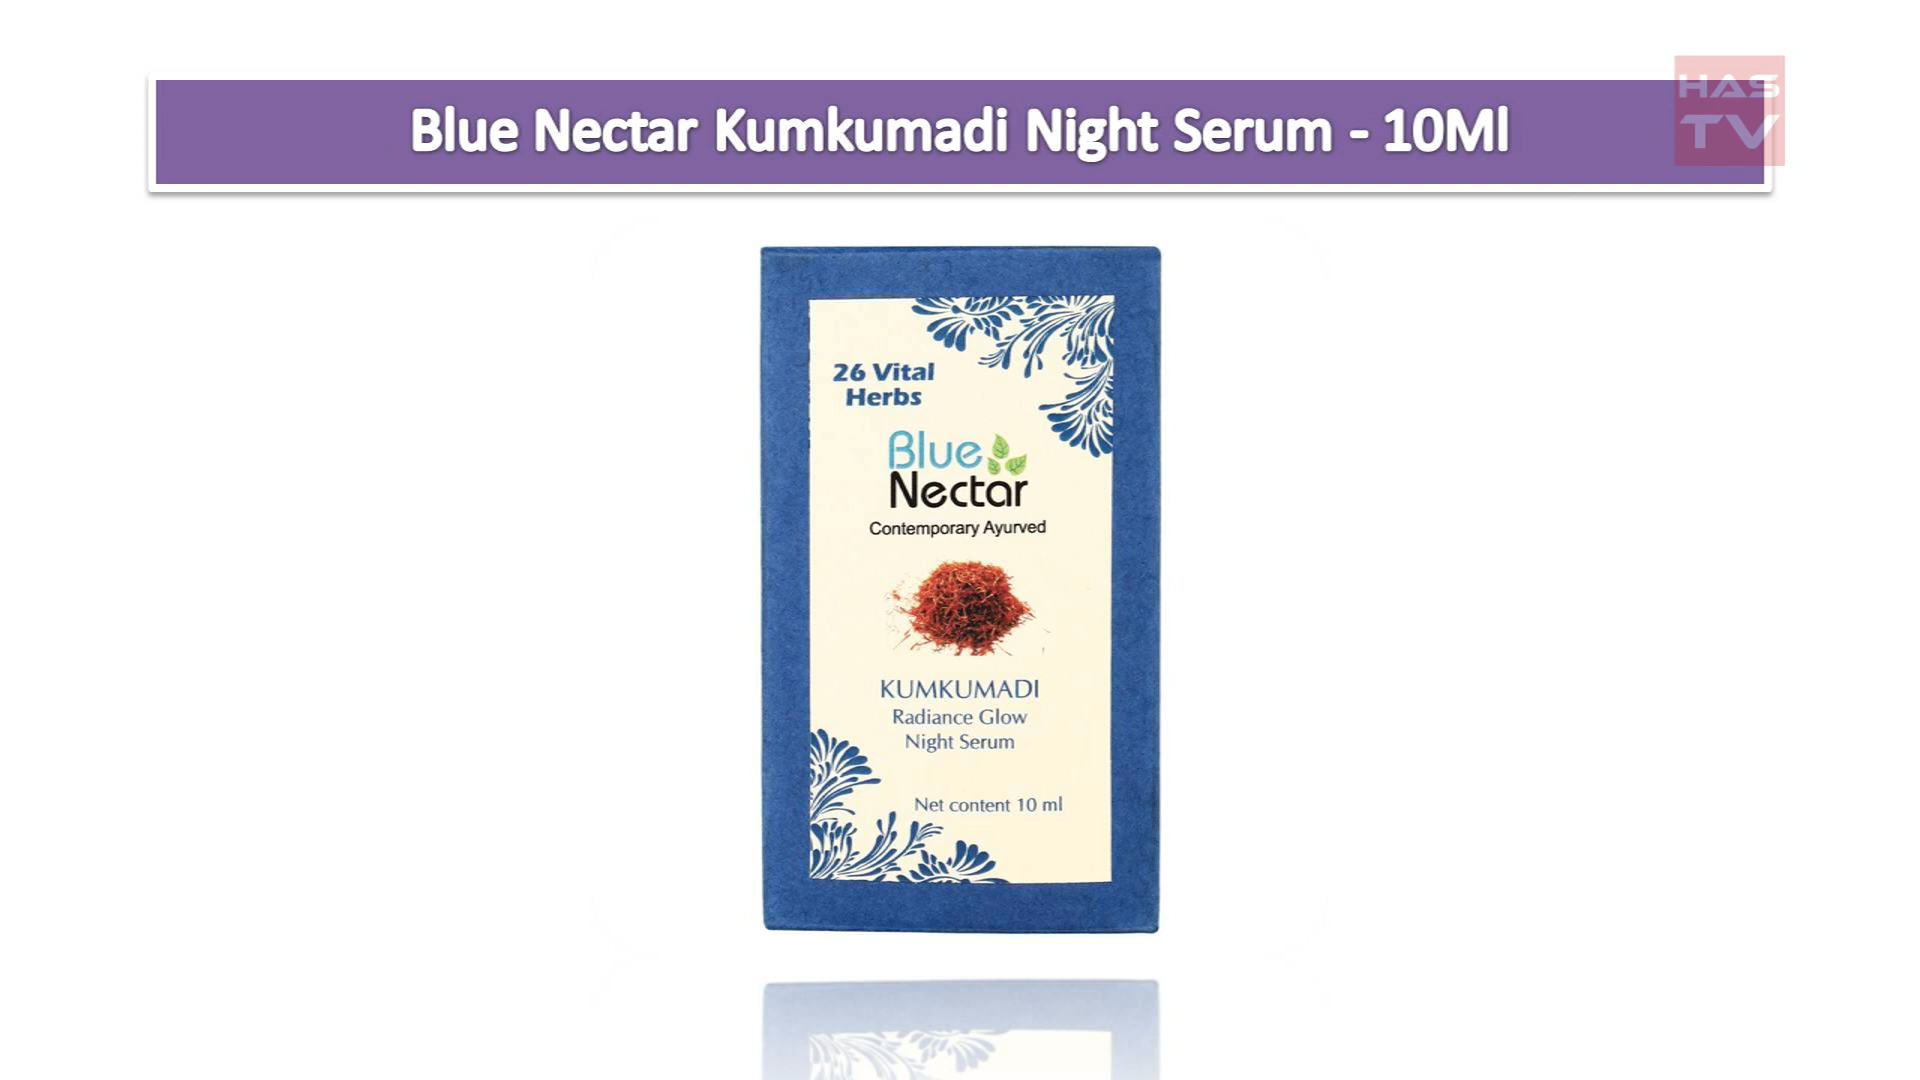 Blue Nectar Kumkumadi Night Serum - 10Ml
HAS
TV
26 Vital
Herbs
Blue
Nectar
Contemporary Ayurved
KUMKUMADI
Radiance Glow
Night Serum
Net content 10 ml